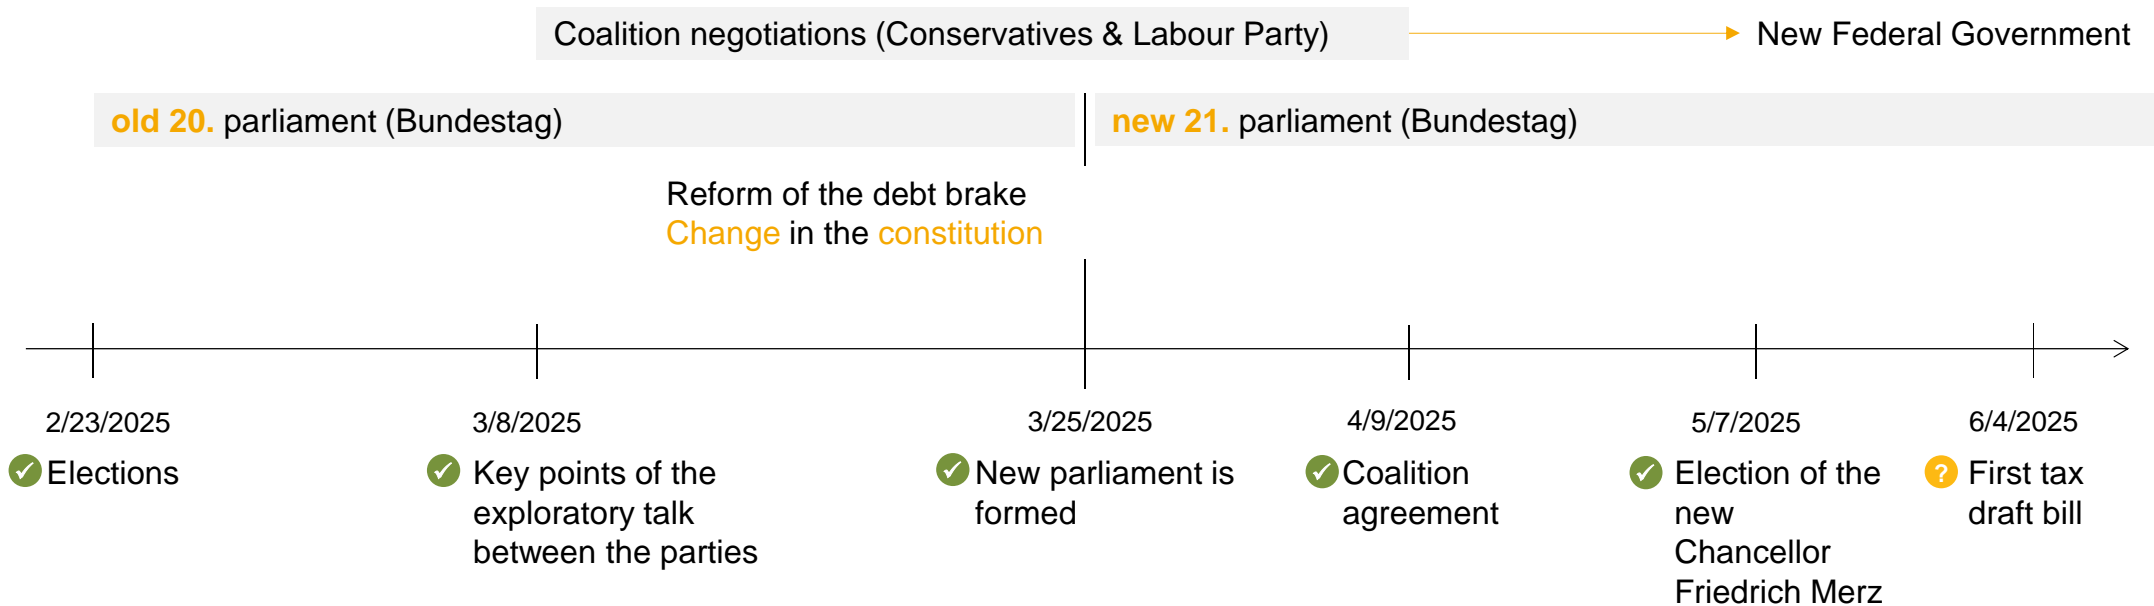 Coalition negotiations (Conservatives & Labour Party)
New Federal Government
old 20. parliament (Bundestag)
new 21. parliament (Bundestag)
Reform of the debt brake
Change in the constitution
2/23/2025
Elections
3/8/2025
Key points of the
exploratory talk
between the parties
3/25/2025
New parliament is
formed
4/9/2025
Coalition
agreement
5/7/2025
Election of the
new
Chancellor
Friedrich Merz
6/4/2025
?
First tax
draft bill